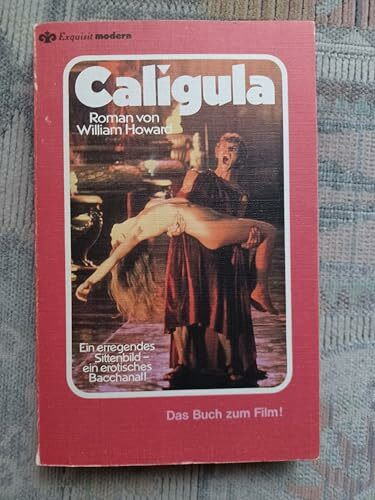 Exquisit modern
Caligula
Roman von
William Howard
Ein erregendes
Sittenbild –
ein erotisches
Bacchanal!
Das Buch zum Film!